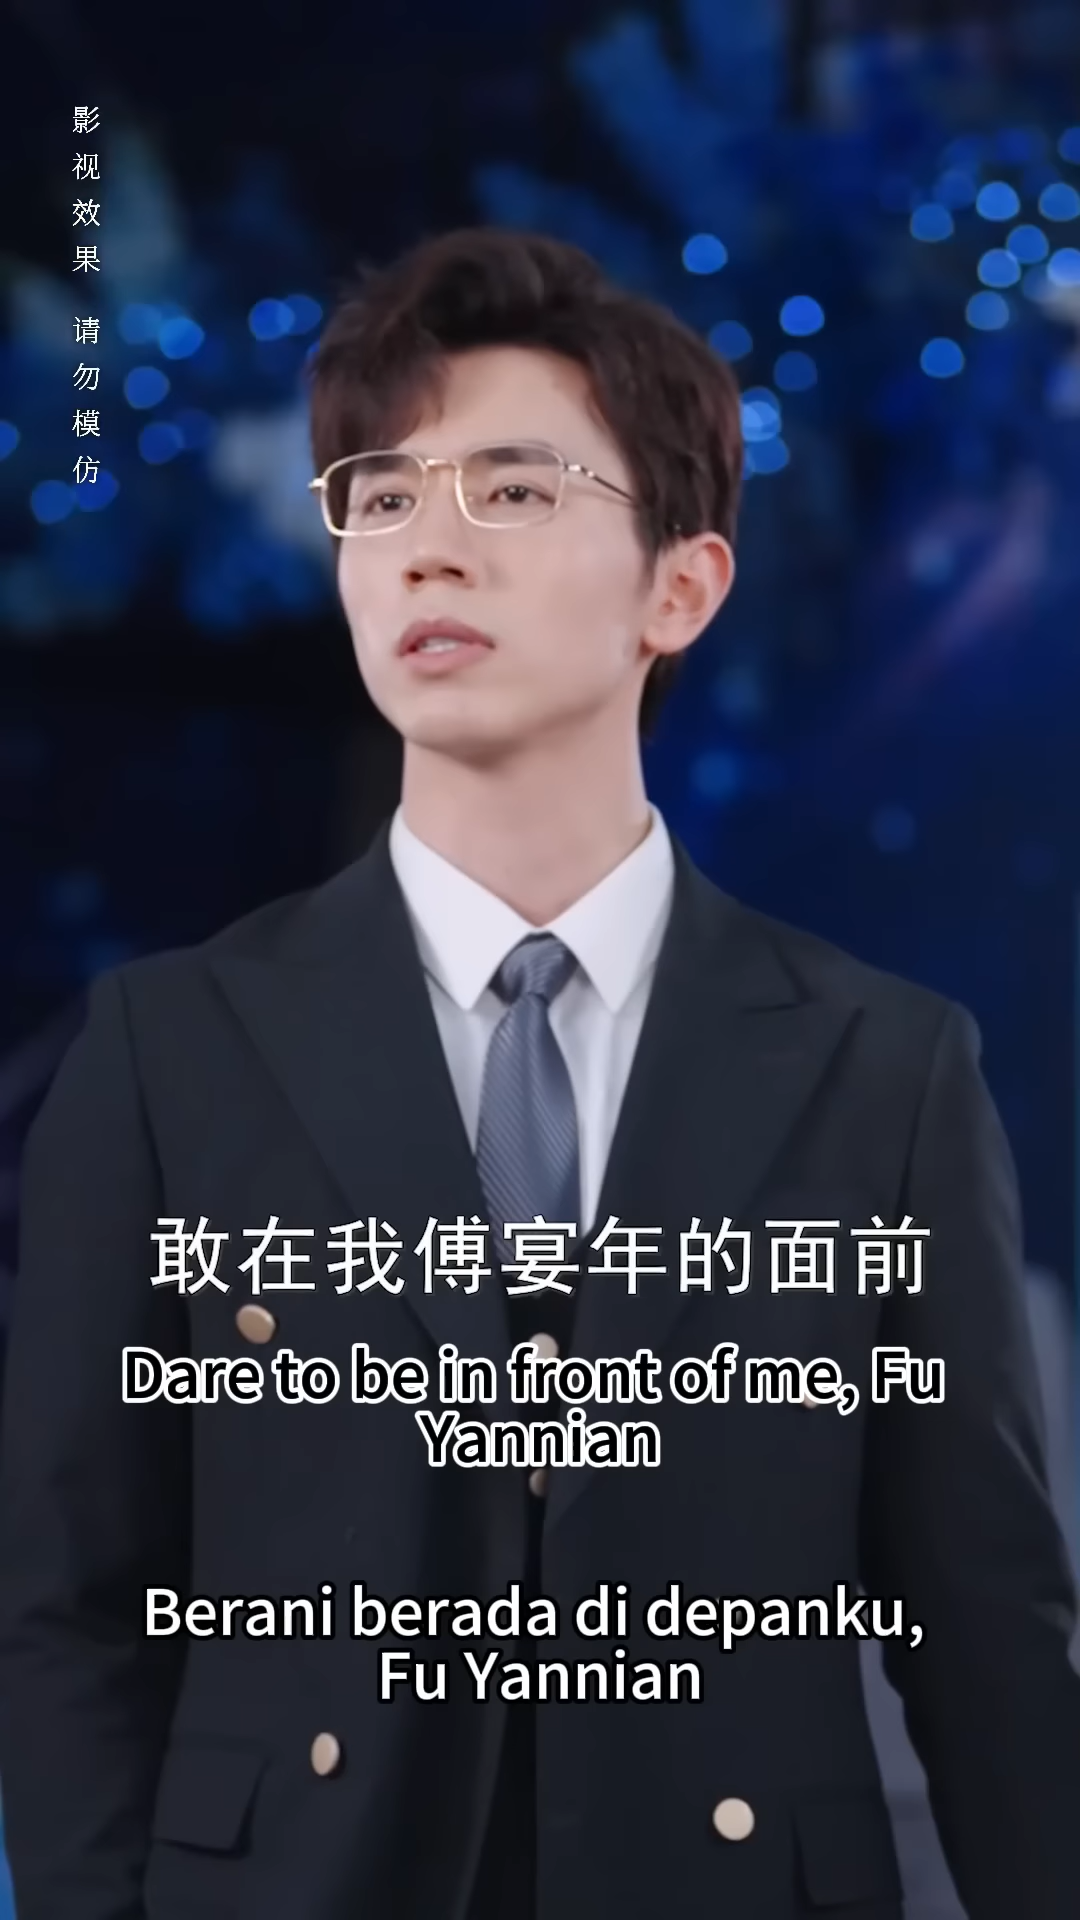 影视效果 请勿模仿
敢在我傅宴年的面前
Dare to be in front of me, Fu
Yannian
Berani berada di depanku,
Fu Yannian